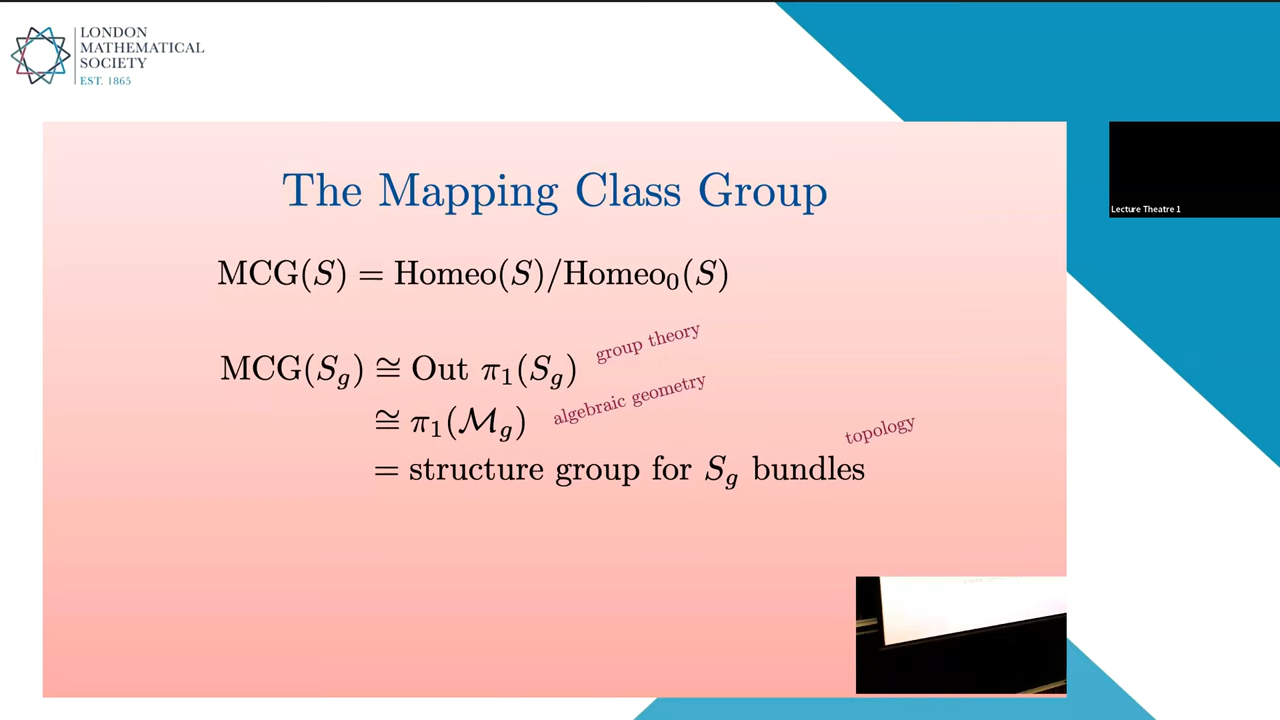 LONDON
MATHEMATICAL
SOCIETY
EST. 1865
The Mapping Class Group
MCG(S) = Homeo(S)/Homeo₀(S)
MCG(S_g) ≅ Out π₁(S_g) group theory
≅ π₁(ℳ_g) algebraic geometry
= structure group for S_g bundles topology
Lecture Theatre 1